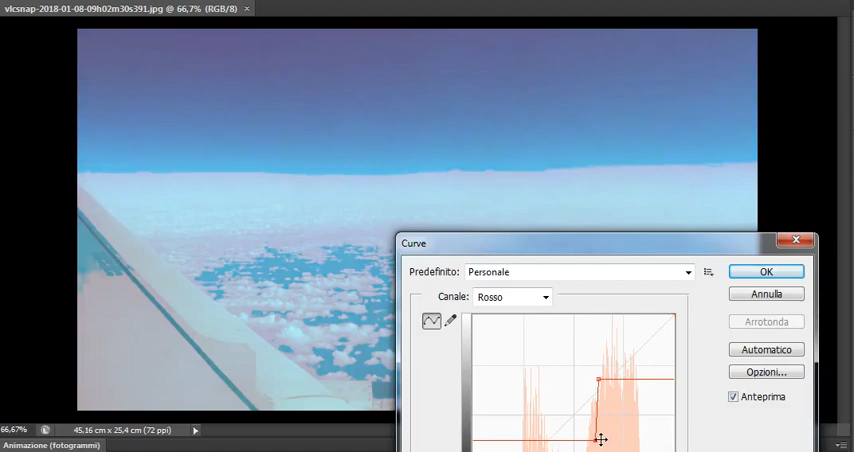 vlcsnap-2018-01-08-09h02m30s391.jpg @ 66,7% (RGB/8) ×
Curve
Predefinito: Personale
OK
Canale: Rosso
Annulla
Arrotonda
Automatico
Opzioni...
Anteprima
66,67% 45,16 cm x 25,4 cm (72 ppi)
Animazione (fotogrammi)